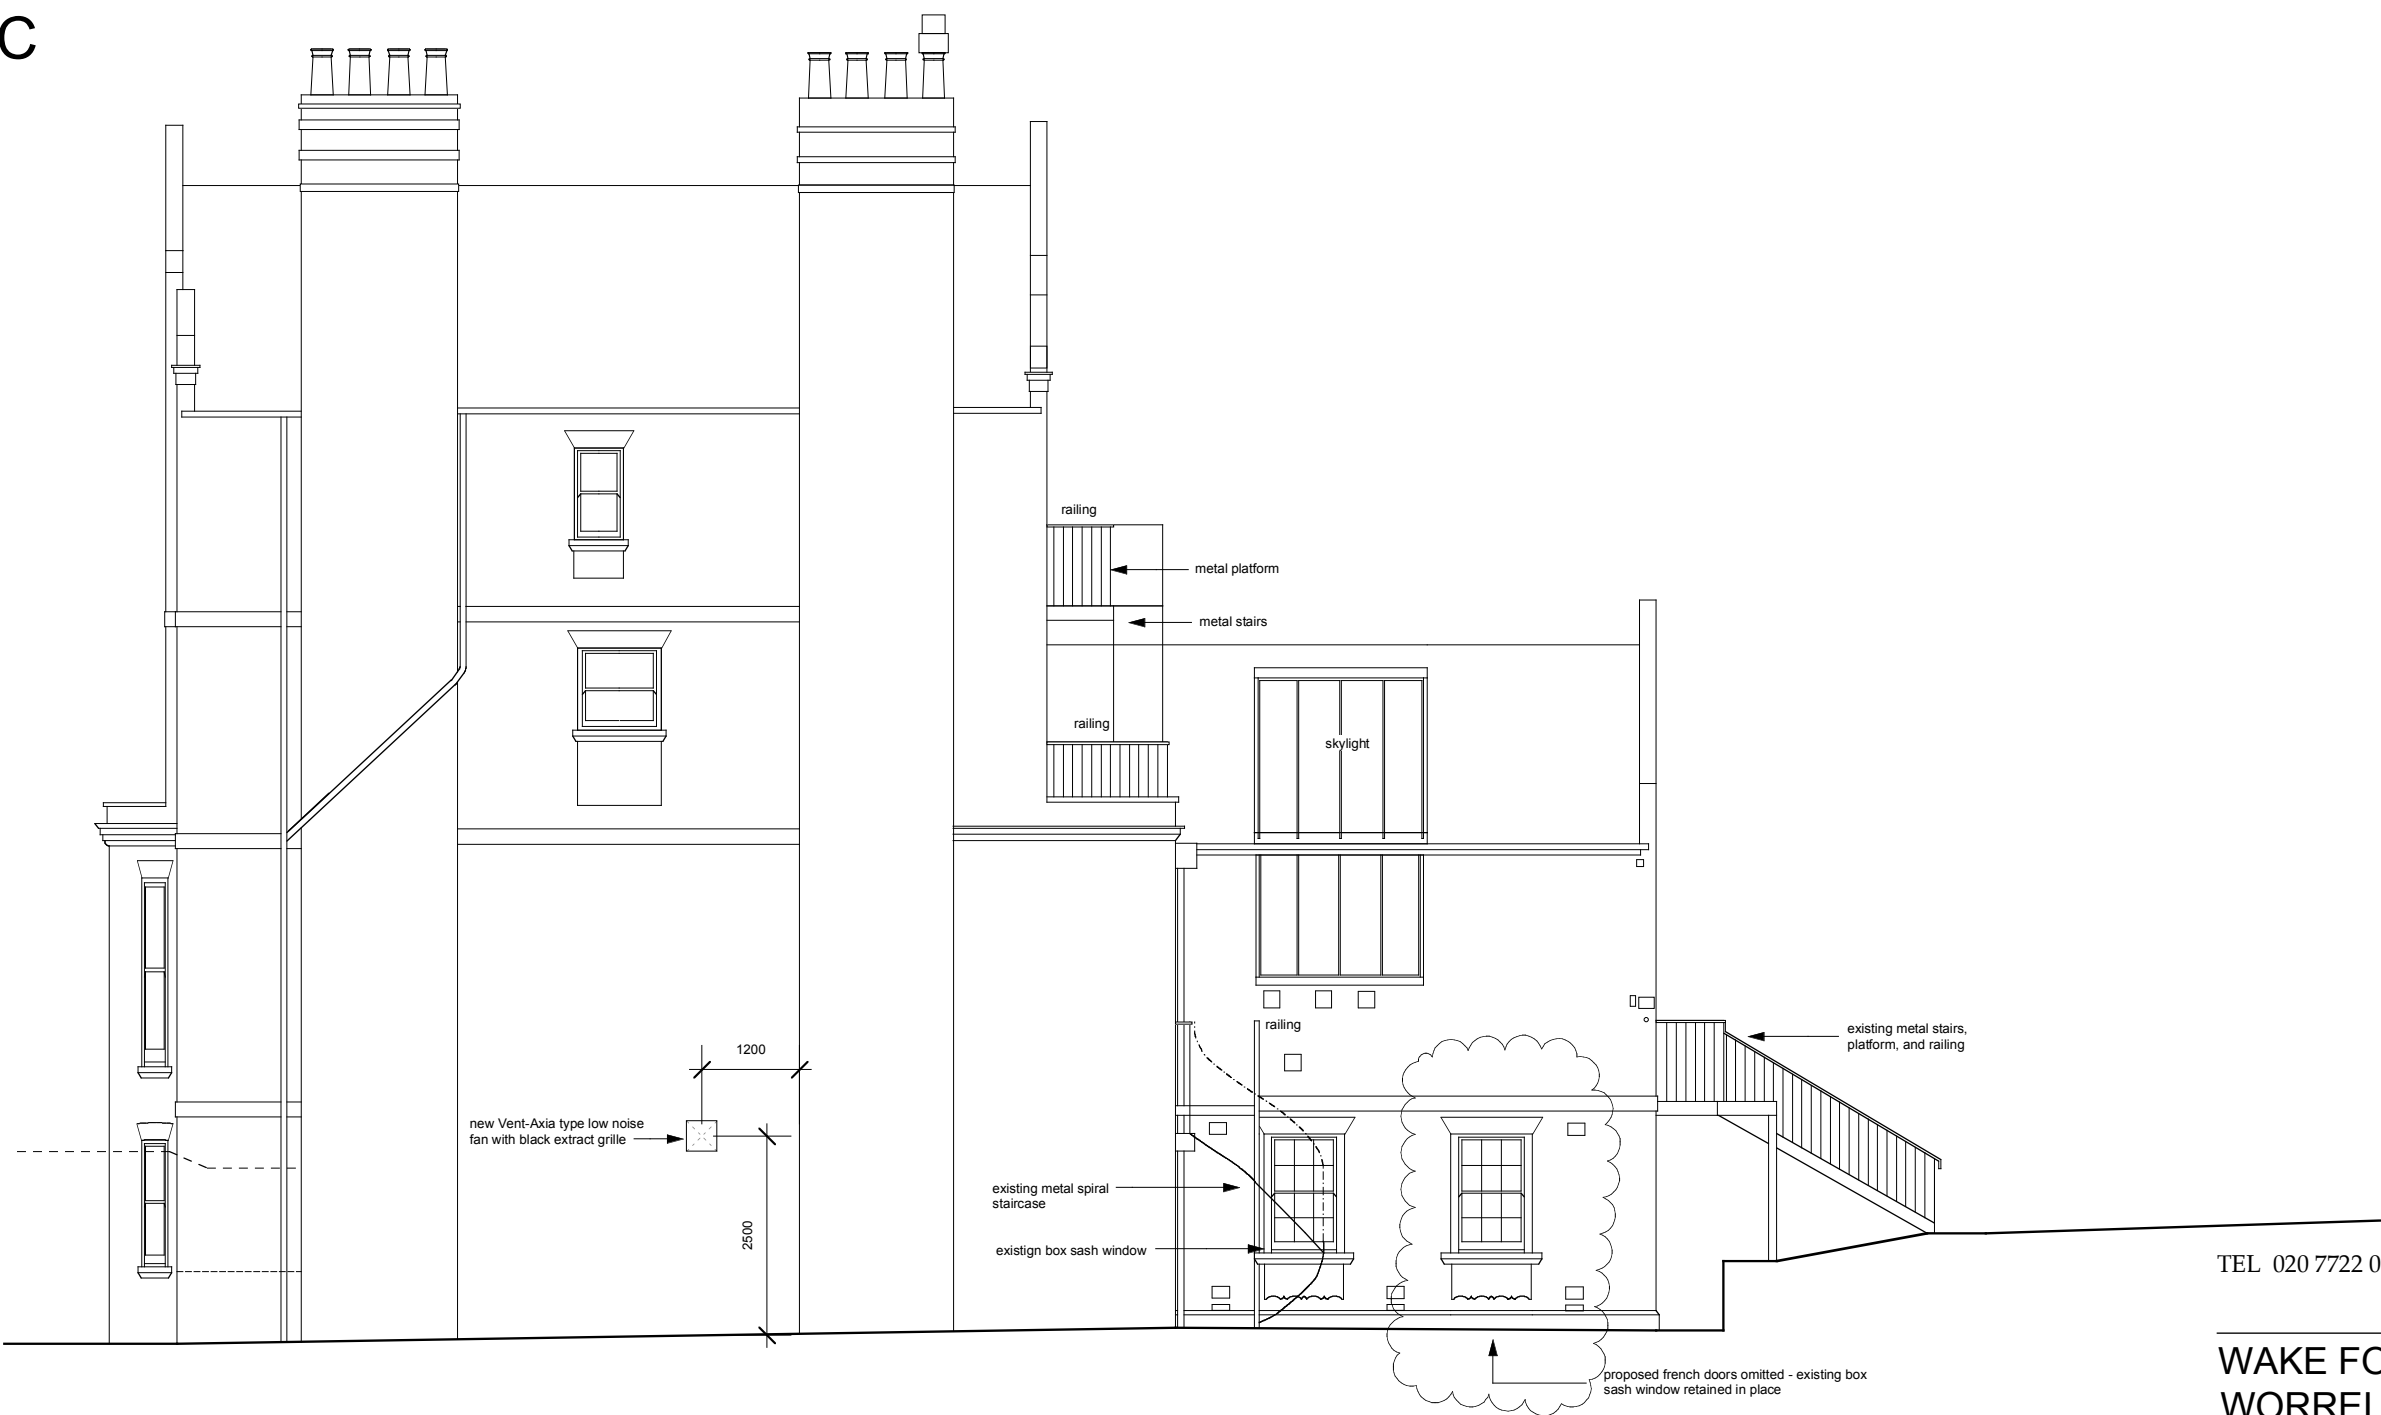 C
railing
metal platform
metal stairs
railing
skylight
railing
existing metal stairs,
platform, and railing
1200
new Vent-Axia type low noise
fan with black extract grille
2500
existing metal spiral
staircase
existign box sash window
proposed french doors omitted - existing box
sash window retained in place
TEL 020 7722 0
WAKE FO
WORREL